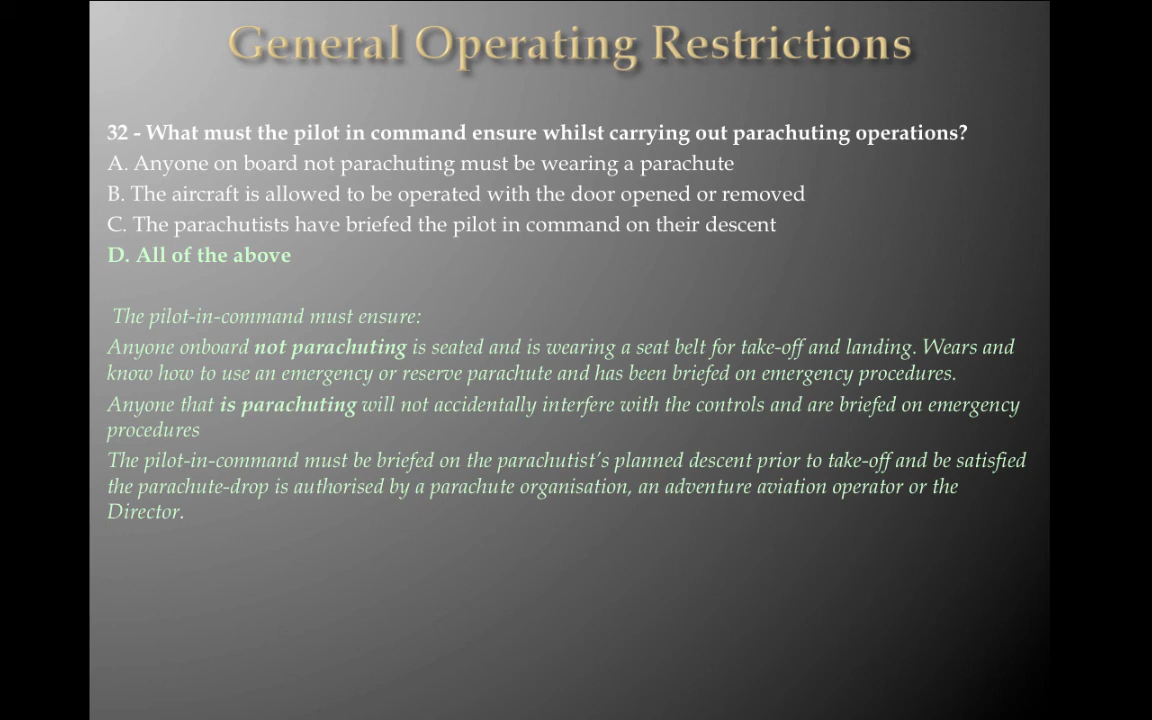 General Operating Restrictions
32 - What must the pilot in command ensure whilst carrying out parachuting operations?
A. Anyone on board not parachuting must be wearing a parachute
B. The aircraft is allowed to be operated with the door opened or removed
C. The parachutists have briefed the pilot in command on their descent
D. All of the above
The pilot-in-command must ensure:
Anyone onboard not parachuting is seated and is wearing a seat belt for take-off and landing. Wears and
know how to use an emergency or reserve parachute and has been briefed on emergency procedures.
Anyone that is parachuting will not accidentally interfere with the controls and are briefed on emergency
procedures
The pilot-in-command must be briefed on the parachutist's planned descent prior to take-off and be satisfied
the parachute-drop is authorised by a parachute organisation, an adventure aviation operator or the
Director.